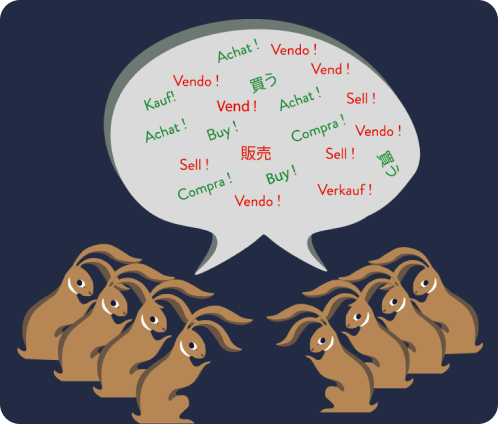 Achat !
Vendo !
Vend !
Vendo !
買う
Kauf!
Vend !
Achat !
Sell !
Achat !
Buy !
Compra !
Vendo !
販売
Sell !
Sell !
買う
Compra !
Buy !
Verkauf !
Vendo !